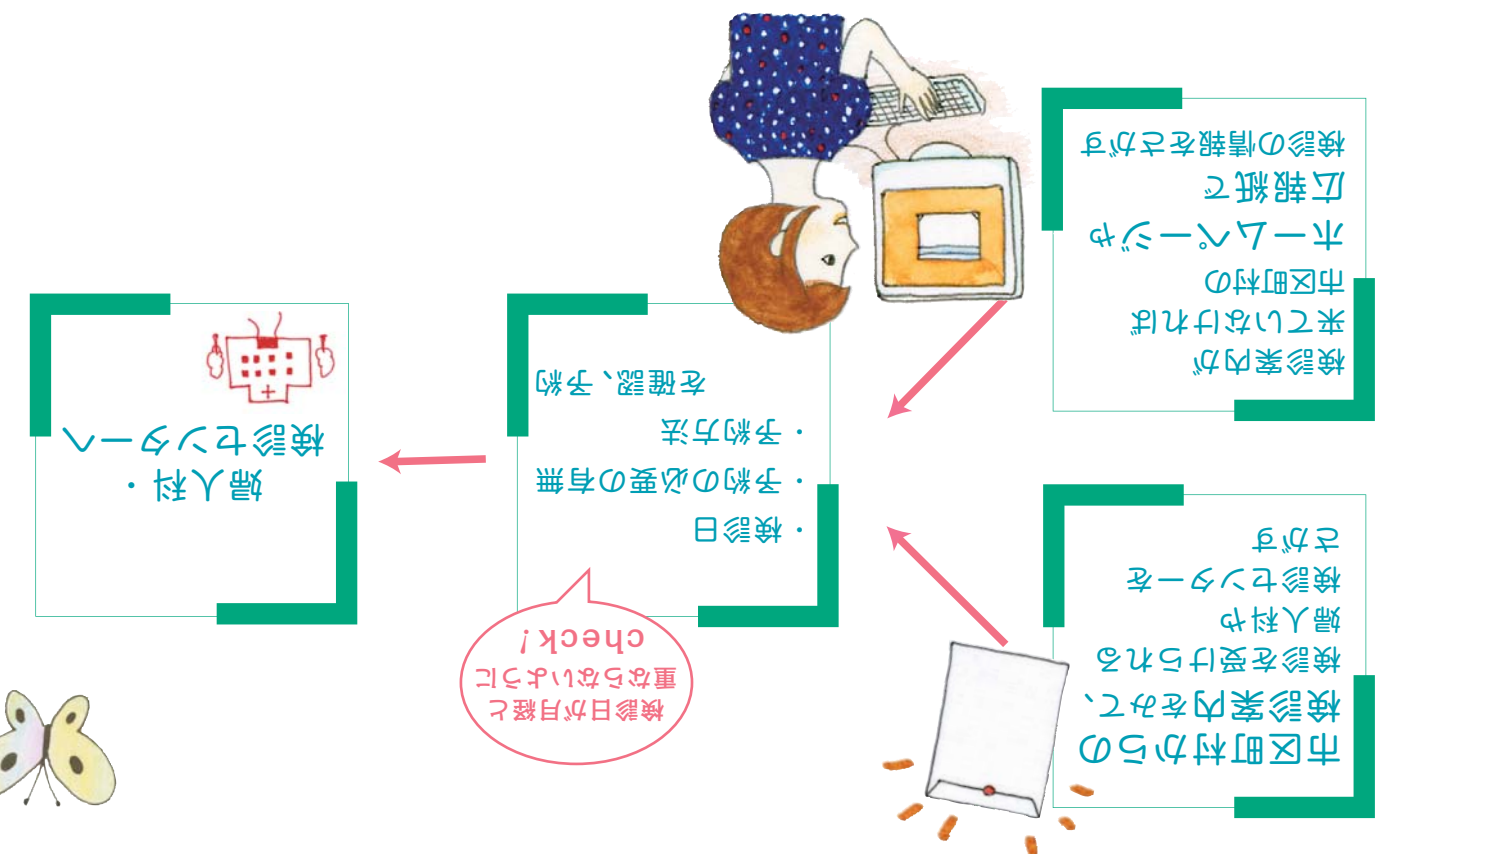 市区町村からの
検診案内をみて、
検診を受けられる
婦人科や
検診センターを
さがす
検診案内が
来ていなければ
市区町村の
ホームページや
広報紙で
検診の情報をさがす
検診日が月経と
重ならないように
check！
・検診日
・予約の必要の有無
・予約方法
を確認、予約
婦人科・
検診センターへ